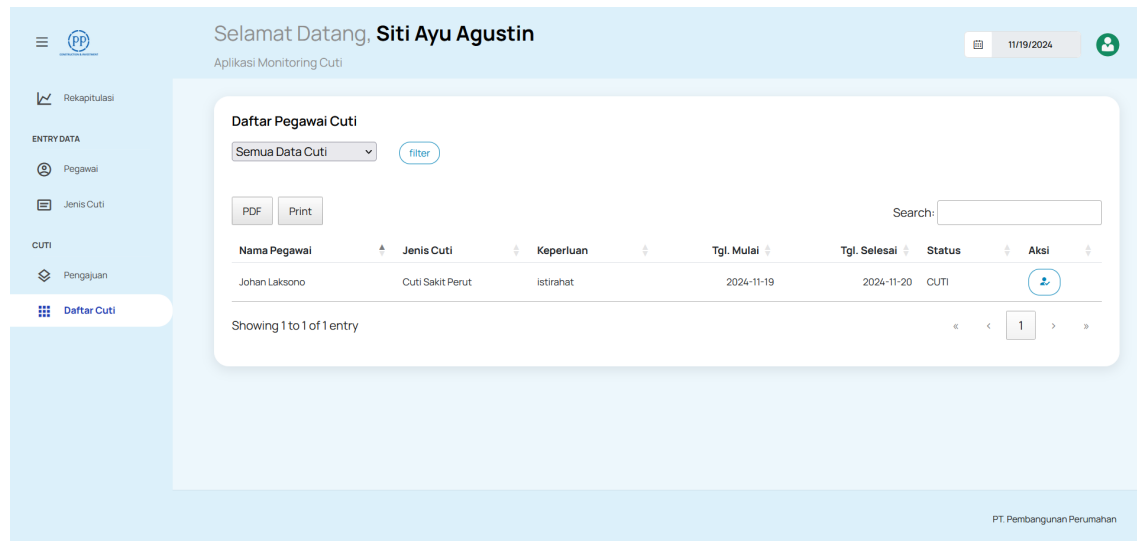 PP
Selamat Datang, Siti Ayu Agustin
11/19/2024
Aplikasi Monitoring Cuti
Rekapitulasi
ENTRY DATA
Pegawai
Jenis Cuti
CUTI
Pengajuan
Daftar Cuti
Daftar Pegawai Cuti
Semua Data Cuti filter
PDF Print Search:
Nama Pegawai Jenis Cuti Keperluan Tgl. Mulai Tgl. Selesai Status Aksi
Johan Laksono Cuti Sakit Perut istirahat 2024-11-19 2024-11-20 CUTI
Showing 1 to 1 of 1 entry « ‹ 1 › »
PT. Pembangunan Perumahan